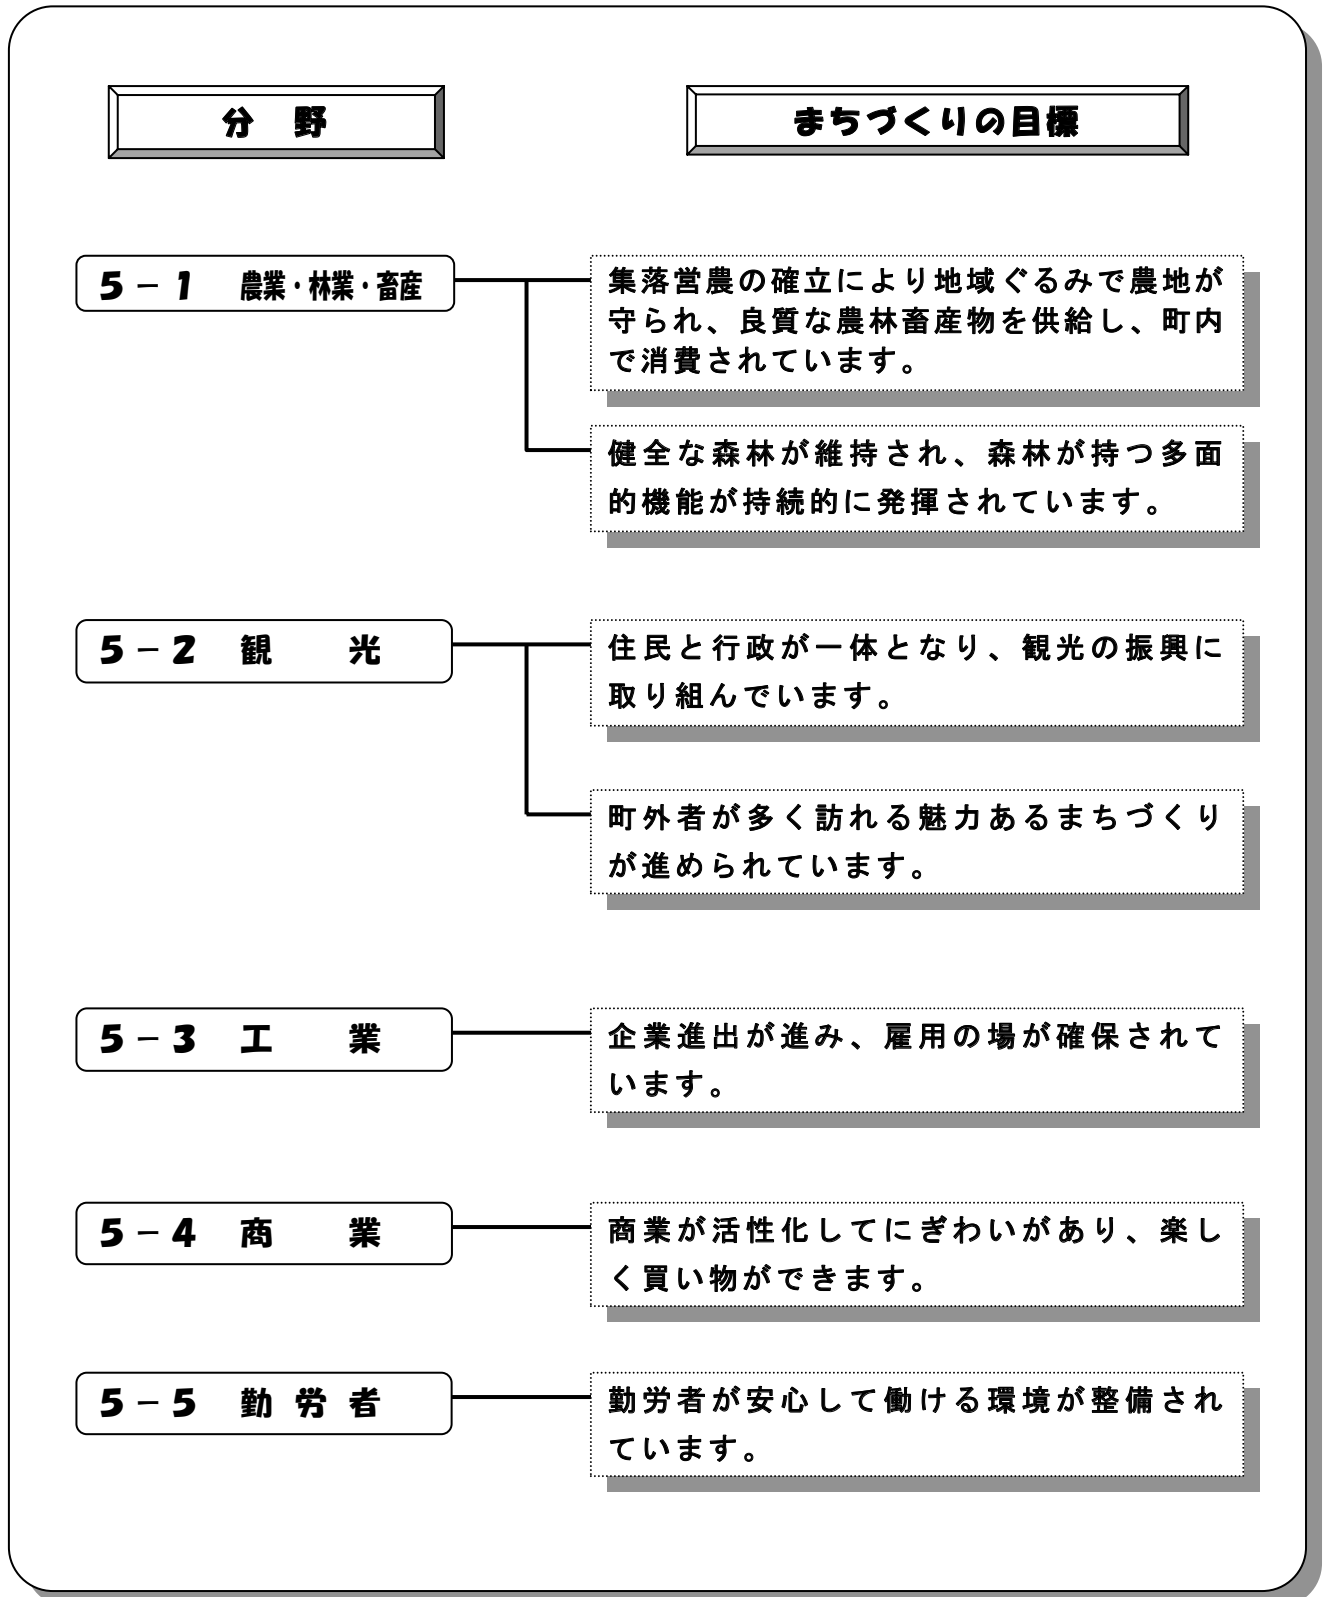 分　野
まちづくりの目標
５－１　農業・林業・畜産
集落営農の確立により地域ぐるみで農地が
守られ、良質な農林畜産物を供給し、町内
で消費されています。
健全な森林が維持され、森林が持つ多面
的機能が持続的に発揮されています。
５－２　観　　光
住民と行政が一体となり、観光の振興に
取り組んでいます。
町外者が多く訪れる魅力あるまちづくり
が進められています。
５－３　工　　業
企業進出が進み、雇用の場が確保されて
います。
５－４　商　　業
商業が活性化してにぎわいがあり、楽し
く買い物ができます。
５－５　勤 労 者
勤労者が安心して働ける環境が整備され
ています。